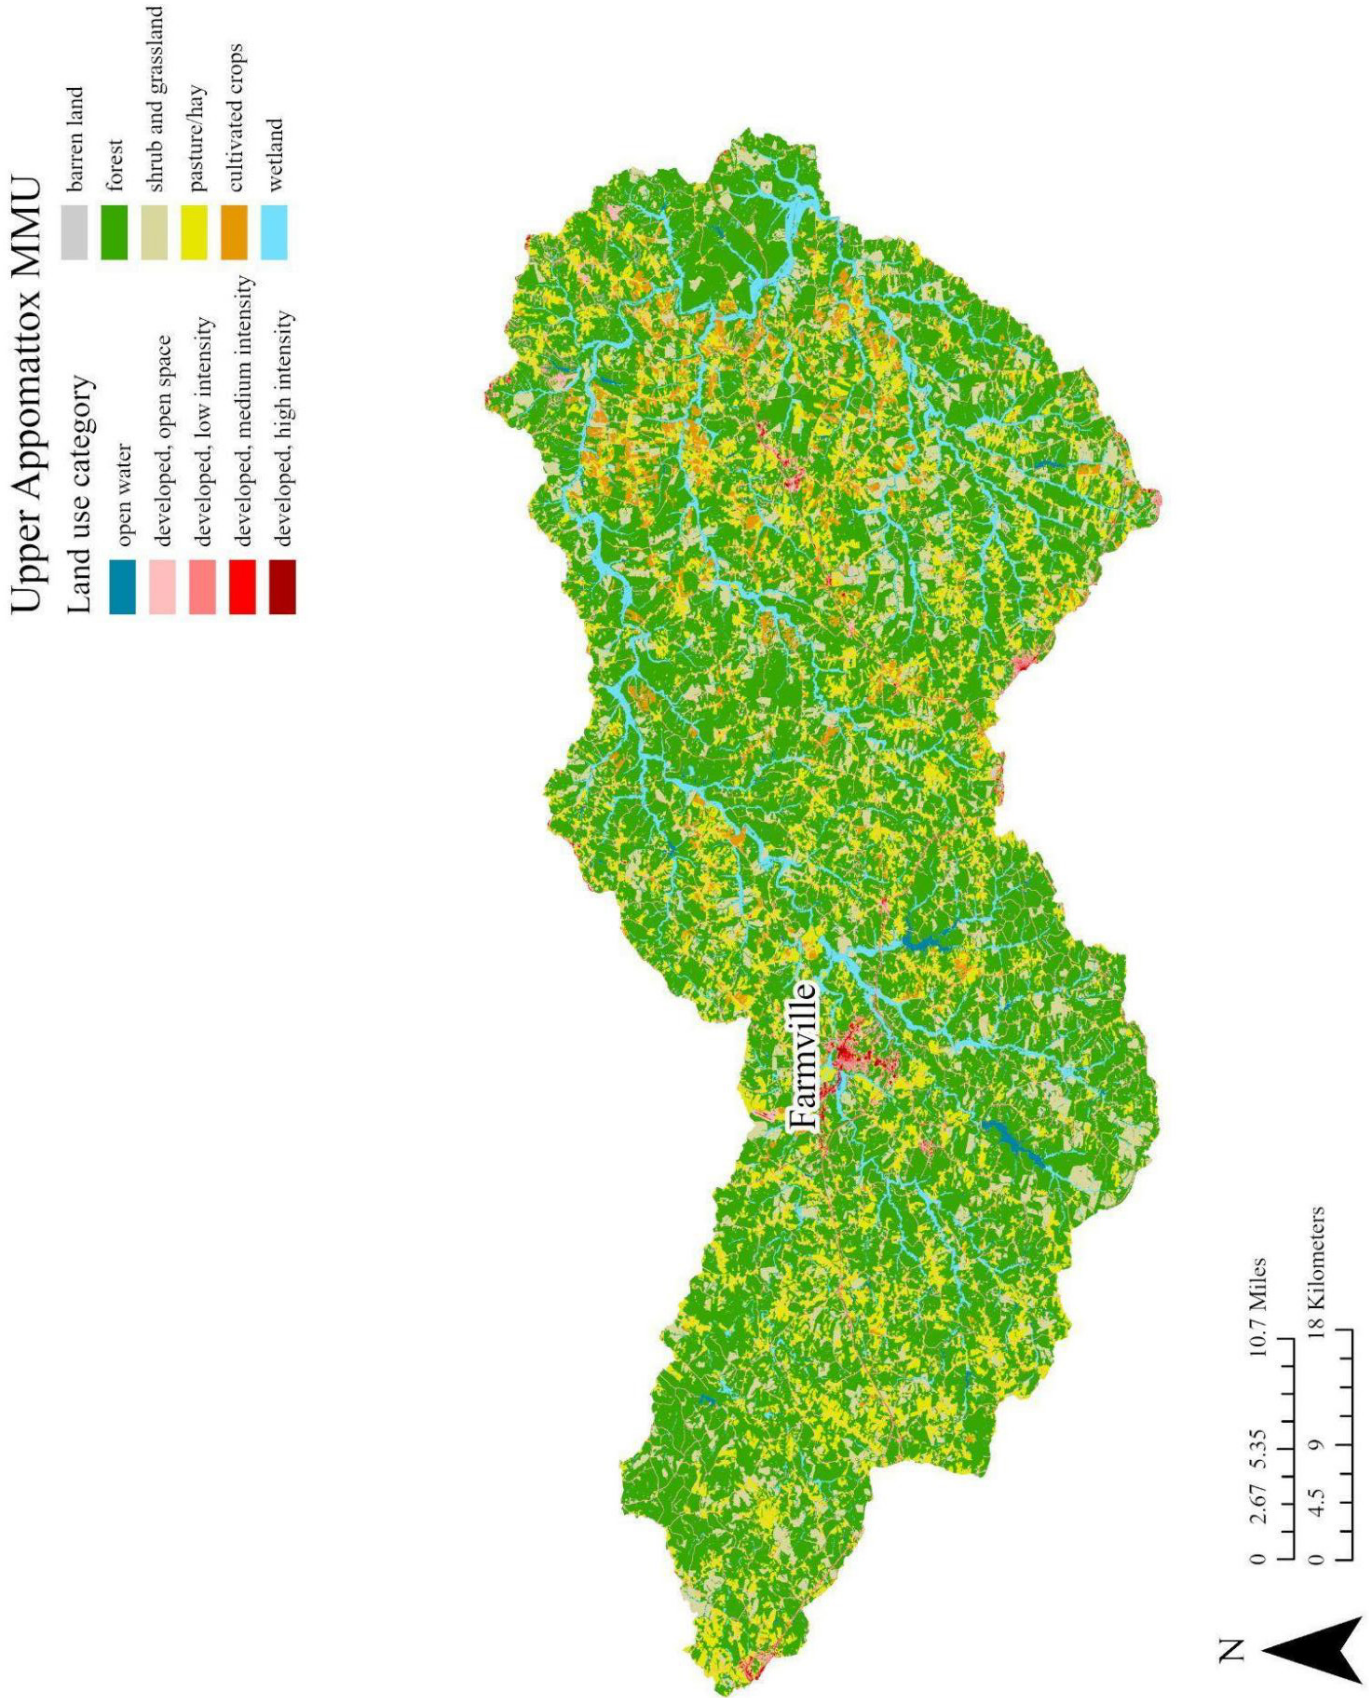 Upper Appomattox MMU
Land use category
open water
developed, open space
developed, low intensity
developed, medium intensity
developed, high intensity
barren land
forest
shrub and grassland
pasture/hay
cultivated crops
wetland
Farmville
N
0 2.67 5.35 10.7 Miles
0 4.5 9 18 Kilometers